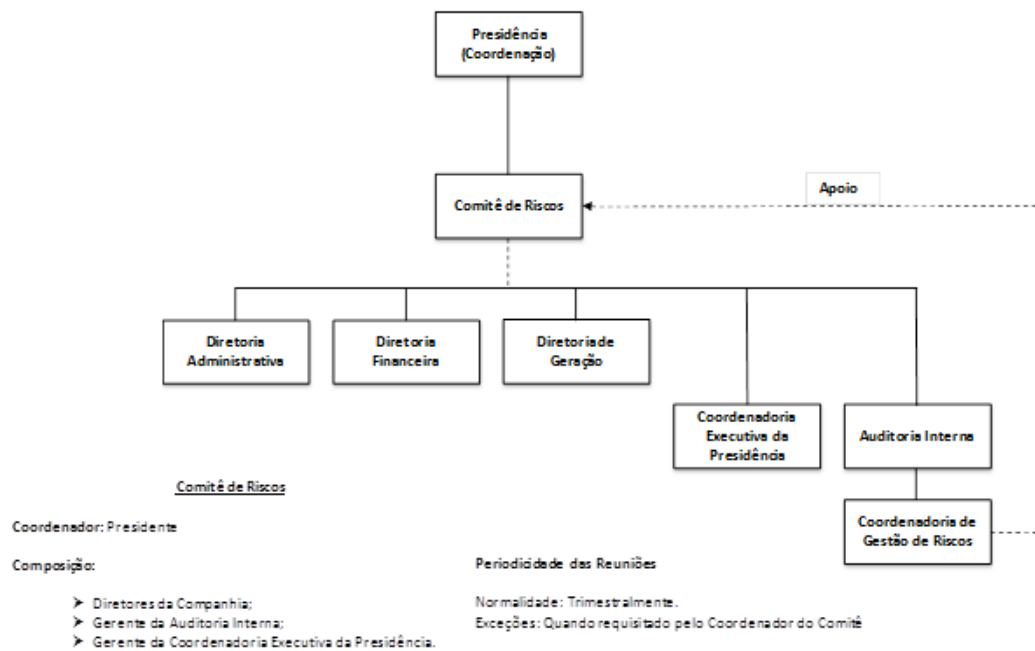 Presidência
(Coordenação)
Comitê de Riscos
Apoio
Diretoria
Administrativa
Diretoria
Financeira
Diretoria de
Geração
Coordenadoria
Executiva da
Presidência
Auditoria Interna
Coordenadoria de
Gestão de Riscos
Comitê de Riscos
Coordenador: Presidente
Composição:
➤ Diretores da Companhia;
➤ Gerente da Auditoria Interna;
➤ Gerente da Coordenadoria Executiva da Presidência.
Periodicidade das Reuniões
Normalidade: Trimestralmente.
Exceções: Quando requisitado pelo Coordenador do Comitê